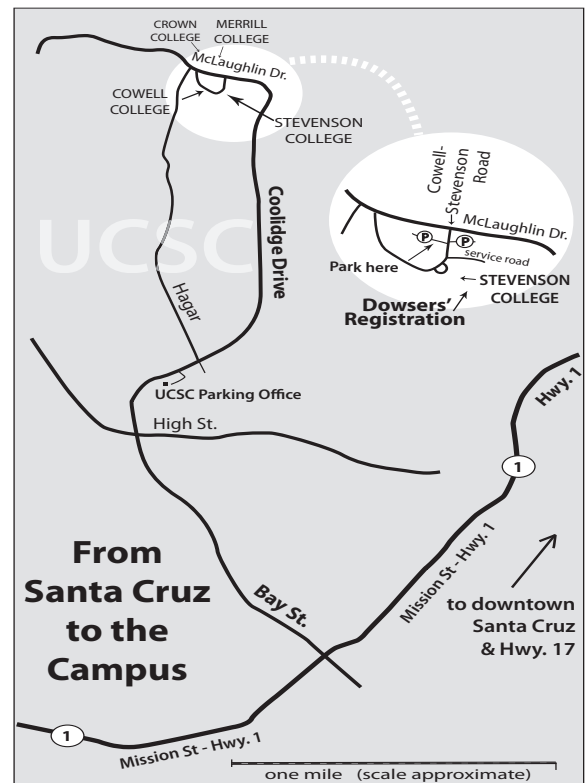 CROWN
COLLEGE
MERRILL
COLLEGE
McLaughlin Dr.
COWELL
COLLEGE
STEVENSON
COLLEGE
Cowell-
Stevenson
Road
McLaughlin Dr.
P
P
service road
Park here
STEVENSON
COLLEGE
Dowsers'
Registration
UCSC
Coolidge Drive
Hagar
UCSC Parking Office
High St.
Hwy. 1
1
Mission St - Hwy. 1
From
Santa Cruz
to the
Campus
Bay St.
to downtown
Santa Cruz
& Hwy. 17
1
Mission St - Hwy. 1
one mile (scale approximate)